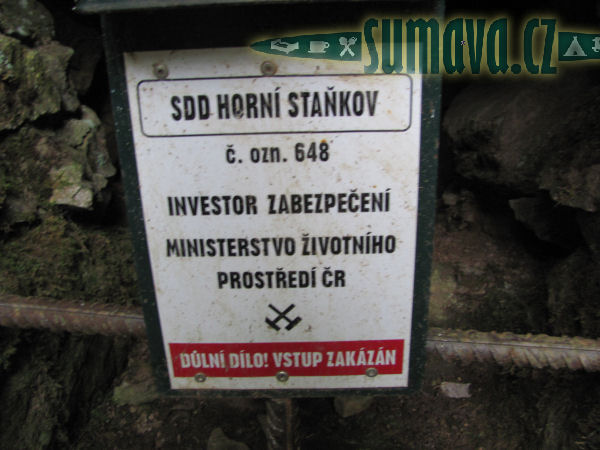 sumava.cz
SDD HORNÍ STAŇKOV
č. ozn. 648
INVESTOR ZABEZPEČENÍ
MINISTERSTVO ŽIVOTNÍHO
PROSTŘEDÍ ČR
DŮLNÍ DÍLO! VSTUP ZAKÁZÁN